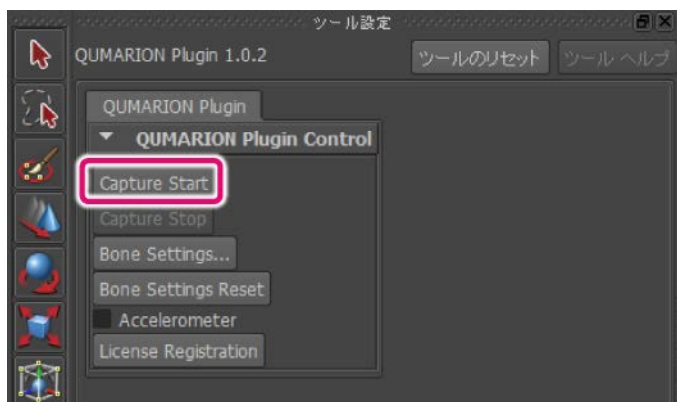 ツール設定
QUMARION Plugin 1.0.2 ツールのリセット ツール ヘルプ
QUMARION Plugin
QUMARION Plugin Control
Capture Start
Capture Stop
Bone Settings...
Bone Settings Reset
Accelerometer
License Registration